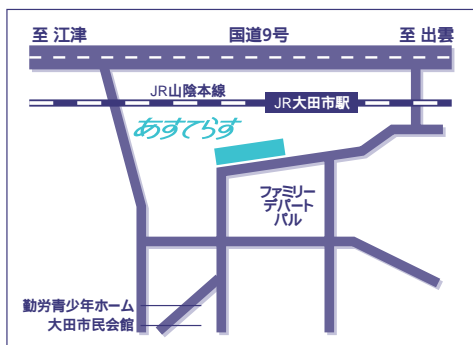 至 江津
国道9号
至 出雲
JR山陰本線
JR大田市駅
あすてらす
ファミリー
デパート
パル
勤労青少年ホーム
大田市民会館